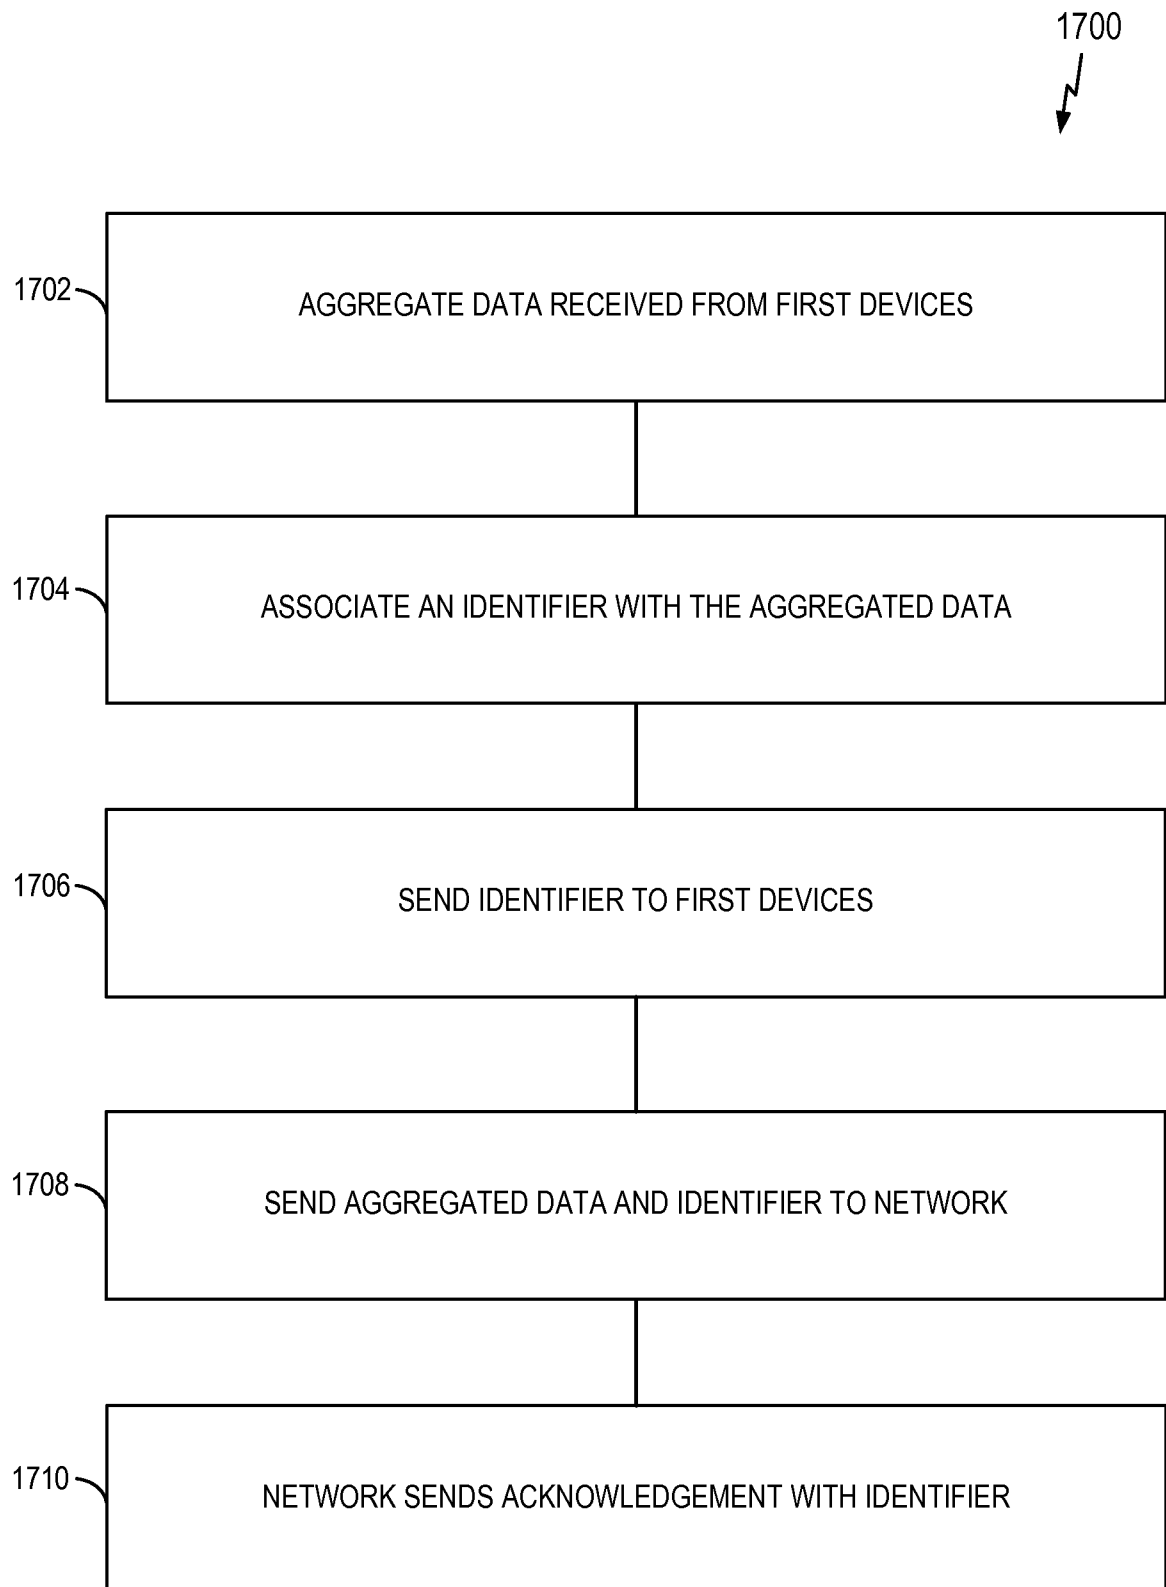 1700
1702
AGGREGATE DATA RECEIVED FROM FIRST DEVICES
1704
ASSOCIATE AN IDENTIFIER WITH THE AGGREGATED DATA
1706
SEND IDENTIFIER TO FIRST DEVICES
1708
SEND AGGREGATED DATA AND IDENTIFIER TO NETWORK
1710
NETWORK SENDS ACKNOWLEDGEMENT WITH IDENTIFIER